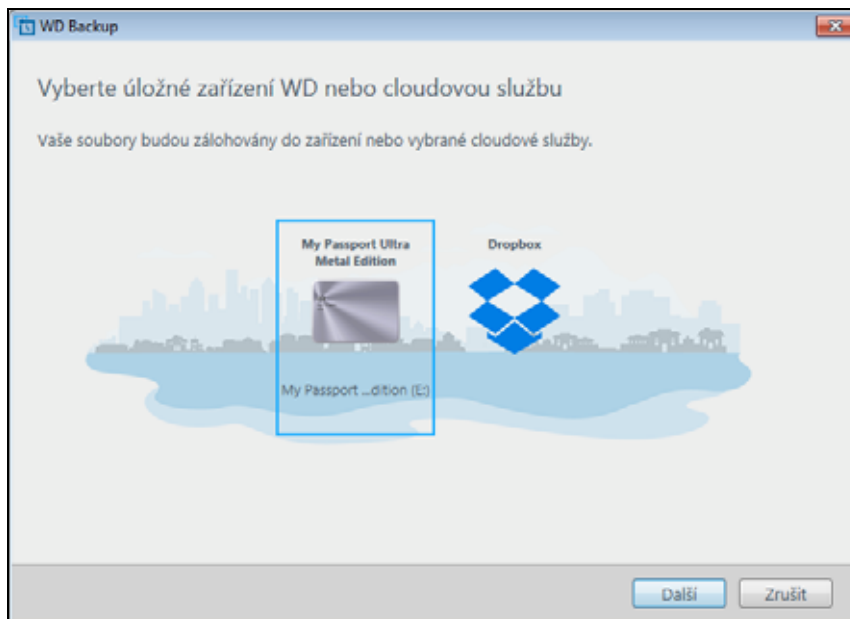 WD Backup
Vyberte úložné zařízení WD nebo cloudovou službu
Vaše soubory budou zálohovány do zařízení nebo vybrané cloudové služby.
My Passport Ultra
Metal Edition
Dropbox
My Passport ...dition (E:)
Další
Zrušit